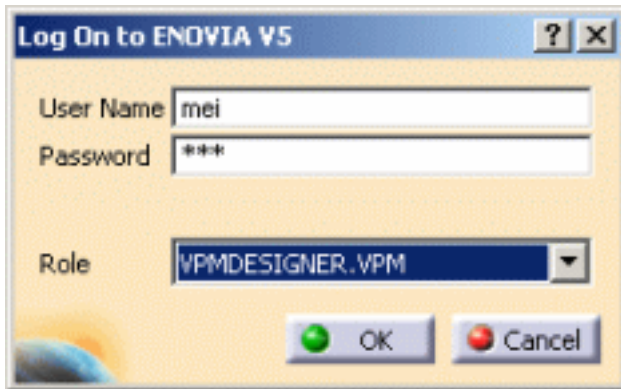 Log On to ENOVIA V5
User Name mei
Password ***
Role VPMDESIGNER.VPM
OK Cancel